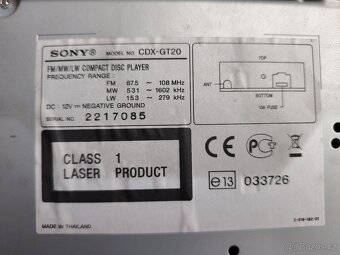 SONY® MODEL NO. CDX-GT20
FM/MW/LW COMPACT DISC PLAYER
FREQUENCY RANGE:
FM 87.5 ~ 108 MHz
MW 531 ~ 1602 kHz
LW 153 ~ 279 kHz
DC ⎓ 12V NEGATIVE GROUND
SERIAL NO. 2217085
TOP
ANT
BOTTOM
10A FUSE
CLASS 1
LASER PRODUCT
CE
e13 033726
MADE IN THAILAND